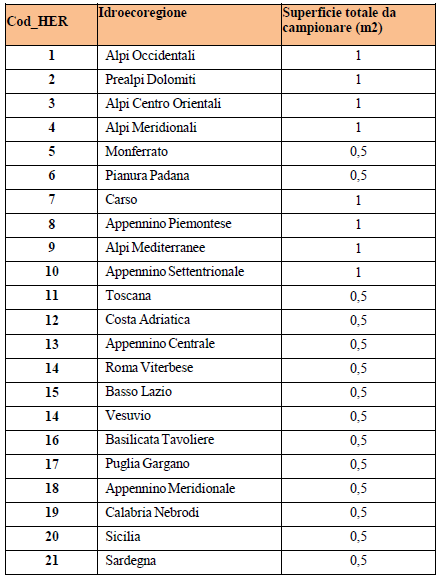 Cod_HER Idroecoregione Superficie totale da campionare (m2)
1 Alpi Occidentali 1
2 Prealpi Dolomiti 1
3 Alpi Centro Orientali 1
4 Alpi Meridionali 1
5 Monferrato 0,5
6 Pianura Padana 0,5
7 Carso 1
8 Appennino Piemontese 1
9 Alpi Mediterranee 1
10 Appennino Settentrionale 1
11 Toscana 0,5
12 Costa Adriatica 0,5
13 Appennino Centrale 0,5
14 Roma Viterbese 0,5
15 Basso Lazio 0,5
14 Vesuvio 0,5
16 Basilicata Tavoliere 0,5
17 Puglia Gargano 0,5
18 Appennino Meridionale 0,5
19 Calabria Nebrodi 0,5
20 Sicilia 0,5
21 Sardegna 0,5